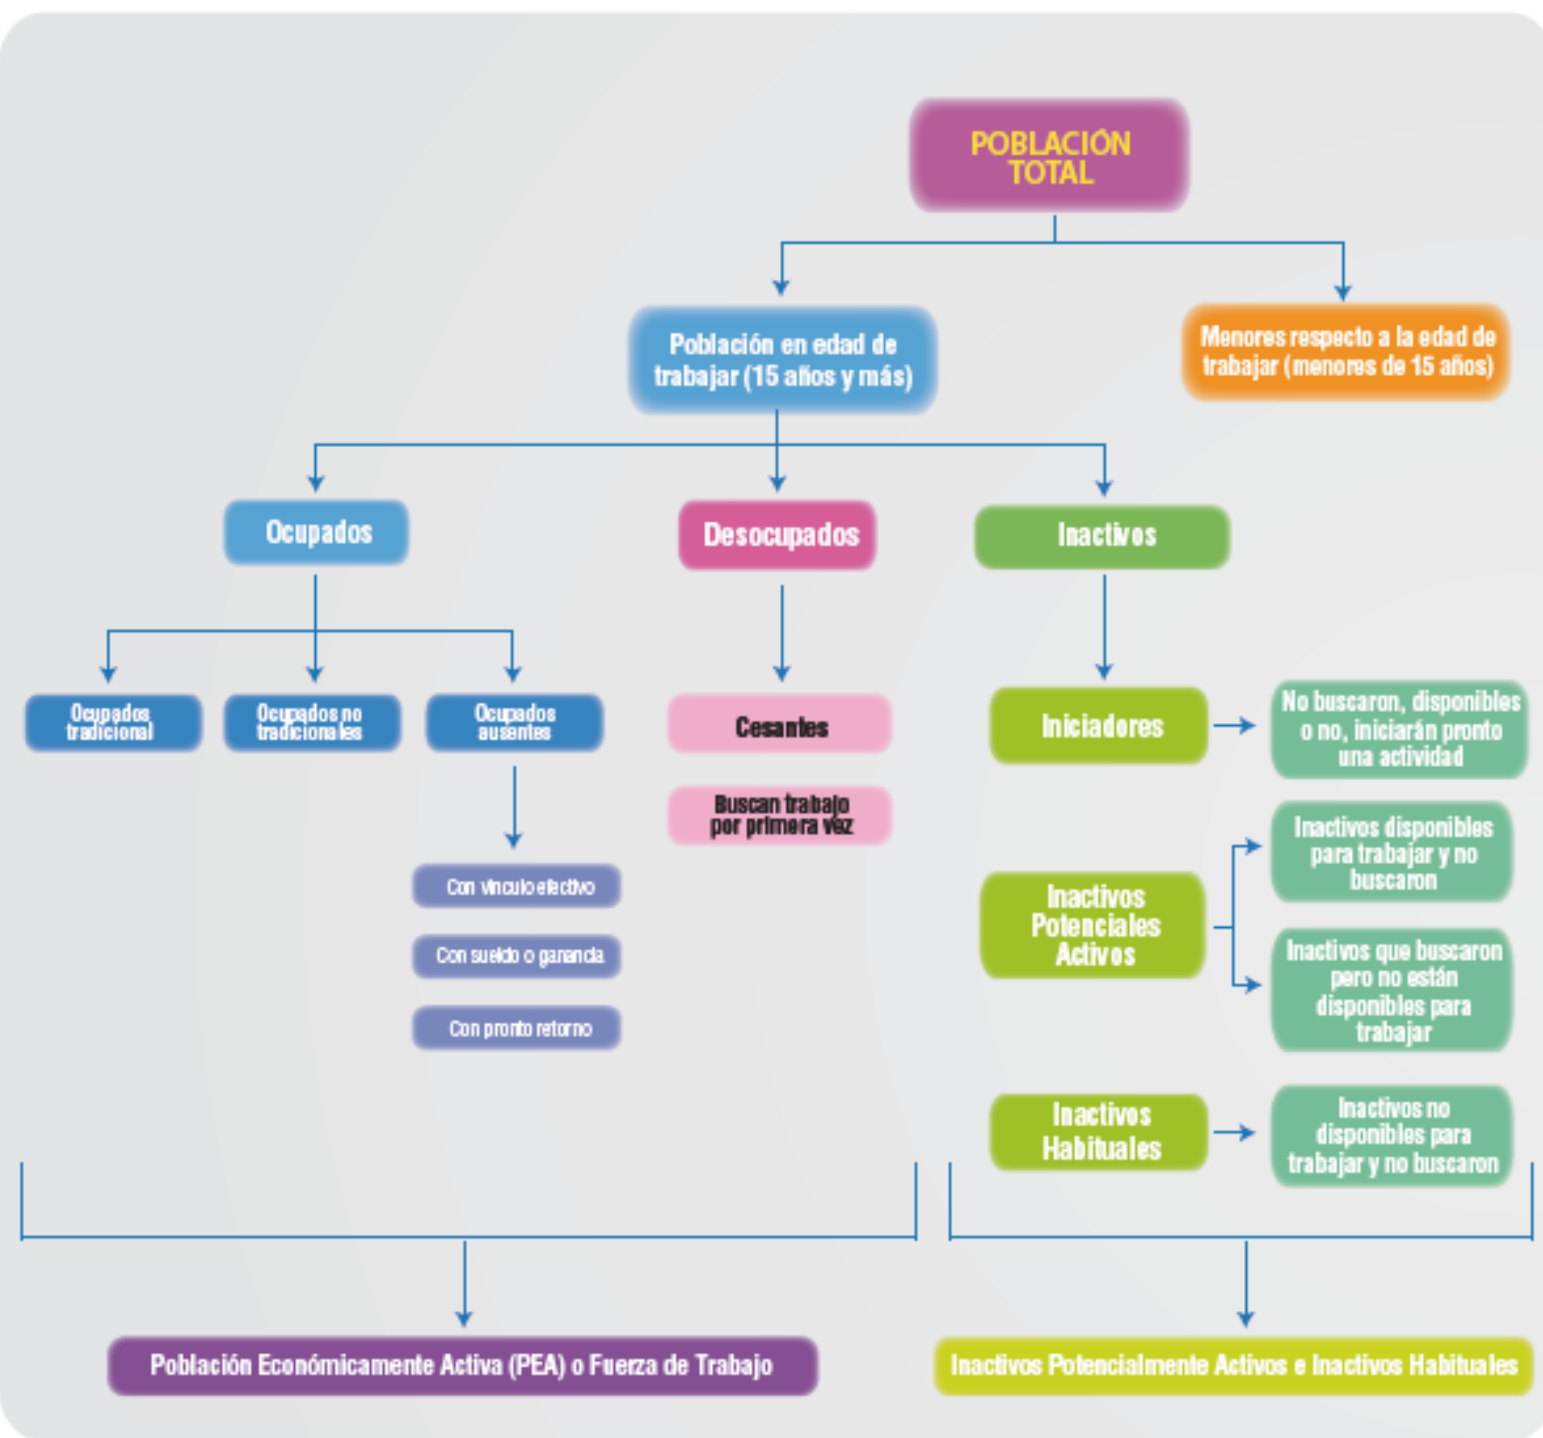 POBLACIÓN
TOTAL
Población en edad de
trabajar (15 años y más)
Menores respecto a la edad de
trabajar (menores de 15 años)
Ocupados
Desocupados
Inactivos
Ocupados
tradicional
Ocupados no
tradicionales
Ocupados
ausentes
Cesantes
Buscan trabajo
por primera vez
Con vínculo efectivo
Con sueldo o ganancia
Con pronto retorno
Iniciadores
No buscaron, disponibles
o no, iniciarán pronto
una actividad
Inactivos
Potenciales
Activos
Inactivos disponibles
para trabajar y no
buscaron
Inactivos que buscaron
pero no están
disponibles para
trabajar
Inactivos
Habituales
Inactivos no
disponibles para
trabajar y no buscaron
Población Económicamente Activa (PEA) o Fuerza de Trabajo
Inactivos Potencialmente Activos e Inactivos Habituales